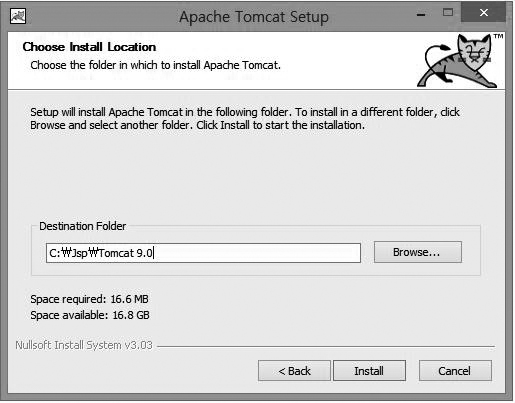 Apache Tomcat Setup
Choose Install Location
Choose the folder in which to install Apache Tomcat.
TM
Setup will install Apache Tomcat in the following folder. To install in a different folder, click
Browse and select another folder. Click Install to start the installation.
Destination Folder
C:₩Jsp₩Tomcat 9.0
Browse...
Space required: 16.6 MB
Space available: 16.8 GB
Nullsoft Install System v3.03
< Back
Install
Cancel